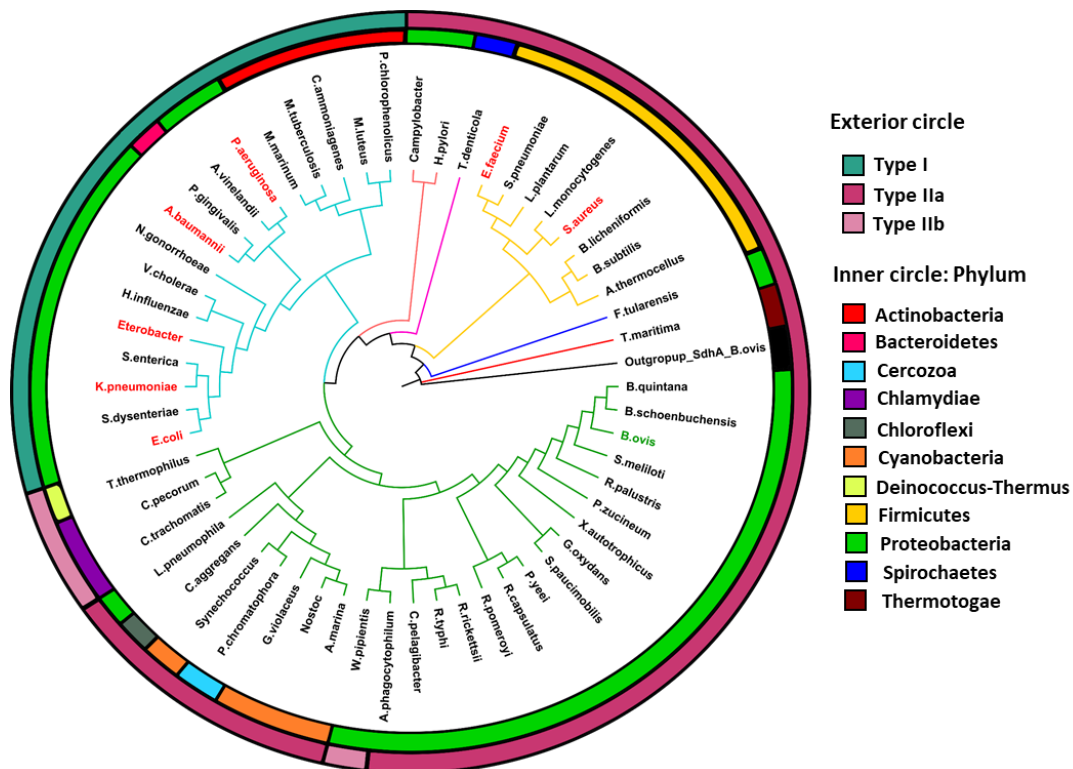 P.chlorophenolicus
Campylobacter
H.pylori
T.denticola
E.faecium
S.pneumoniae
L.plantarum
L.monocytogenes
S.aureus
B.licheniformis
B.subtilis
A.thermocellus
F.tularensis
T.maritima
Outgropup_SdhA_B.ovis
B.quintana
B.schoenbuchensis
B.ovis
S.meliloti
R.palustris
P.zucineum
X.autotrophicus
G.oxydans
S.paucimobilis
P.yeei
R.capsulatus
R.pomeroyi
R.rickettsii
R.typhi
C.pelagibacter
A.phagocytophilum
W.pipientis
A.marina
Nostoc
G.violaceus
P.chromatophora
Synechococcus
C.aggregans
L.pneumophila
C.trachomatis
C.pecorum
T.thermophilus
E.coli
S.dysenteriae
K.pneumoniae
S.enterica
Eterobacter
H.influenzae
V.cholerae
N.gonorrhoeae
A.baumannii
P.gingivalis
A.vinelandii
P.aeruginosa
M.marinum
M.tuberculosis
C.ammoniagenes
M.luteus
Exterior circle
Type I
Type IIa
Type IIb
Inner circle: Phylum
Actinobacteria
Bacteroidetes
Cercozoa
Chlamydiae
Chloroflexi
Cyanobacteria
Deinococcus-Thermus
Firmicutes
Proteobacteria
Spirochaetes
Thermotogae